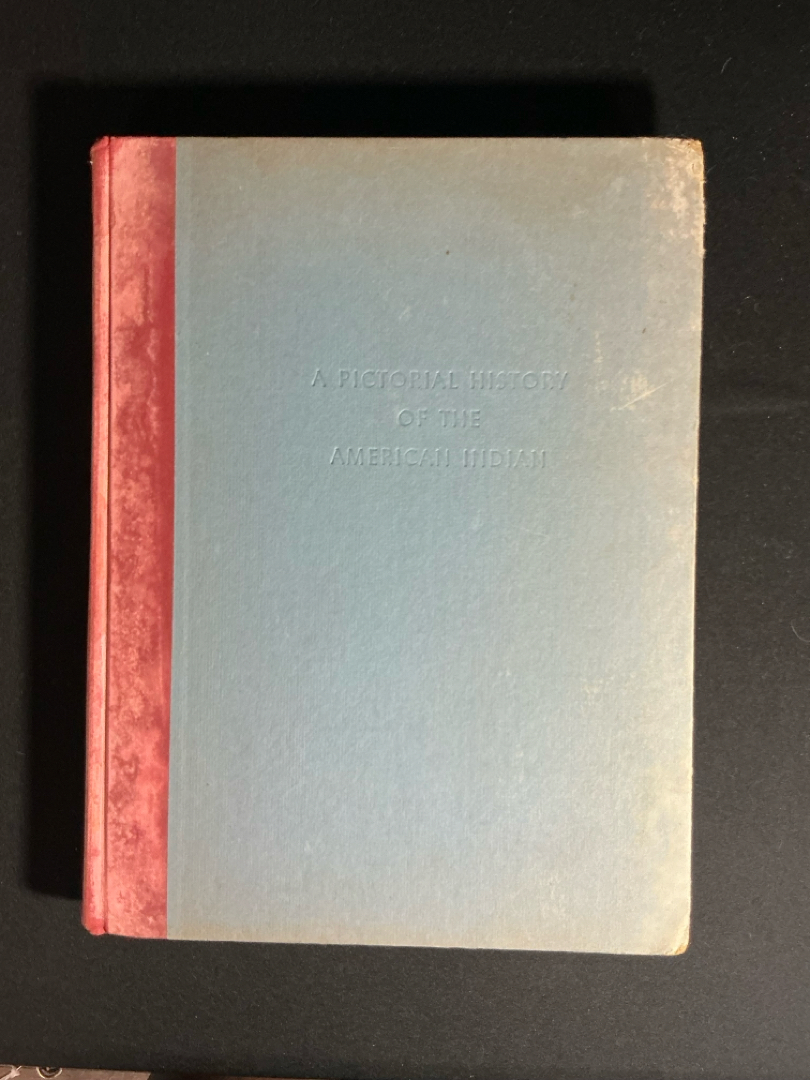 A PICTORIAL HISTORY
OF THE
AMERICAN INDIAN